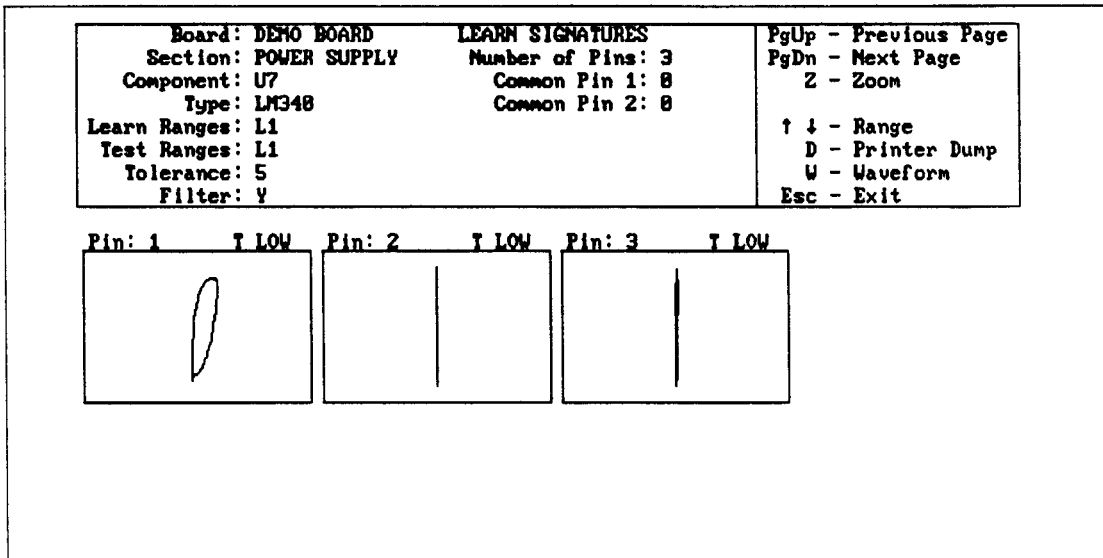 Board: DEMO BOARD LEARN SIGNATURES PgUp - Previous Page
Section: POWER SUPPLY Number of Pins: 3 PgDn - Next Page
Component: U7 Common Pin 1: 0 Z - Zoom
Type: LM340 Common Pin 2: 0
Learn Ranges: L1 ↑ ↓ - Range
Test Ranges: L1 D - Printer Dump
Tolerance: 5 W - Waveform
Filter: Y Esc - Exit
Pin: 1 T LOW Pin: 2 T LOW Pin: 3 T LOW